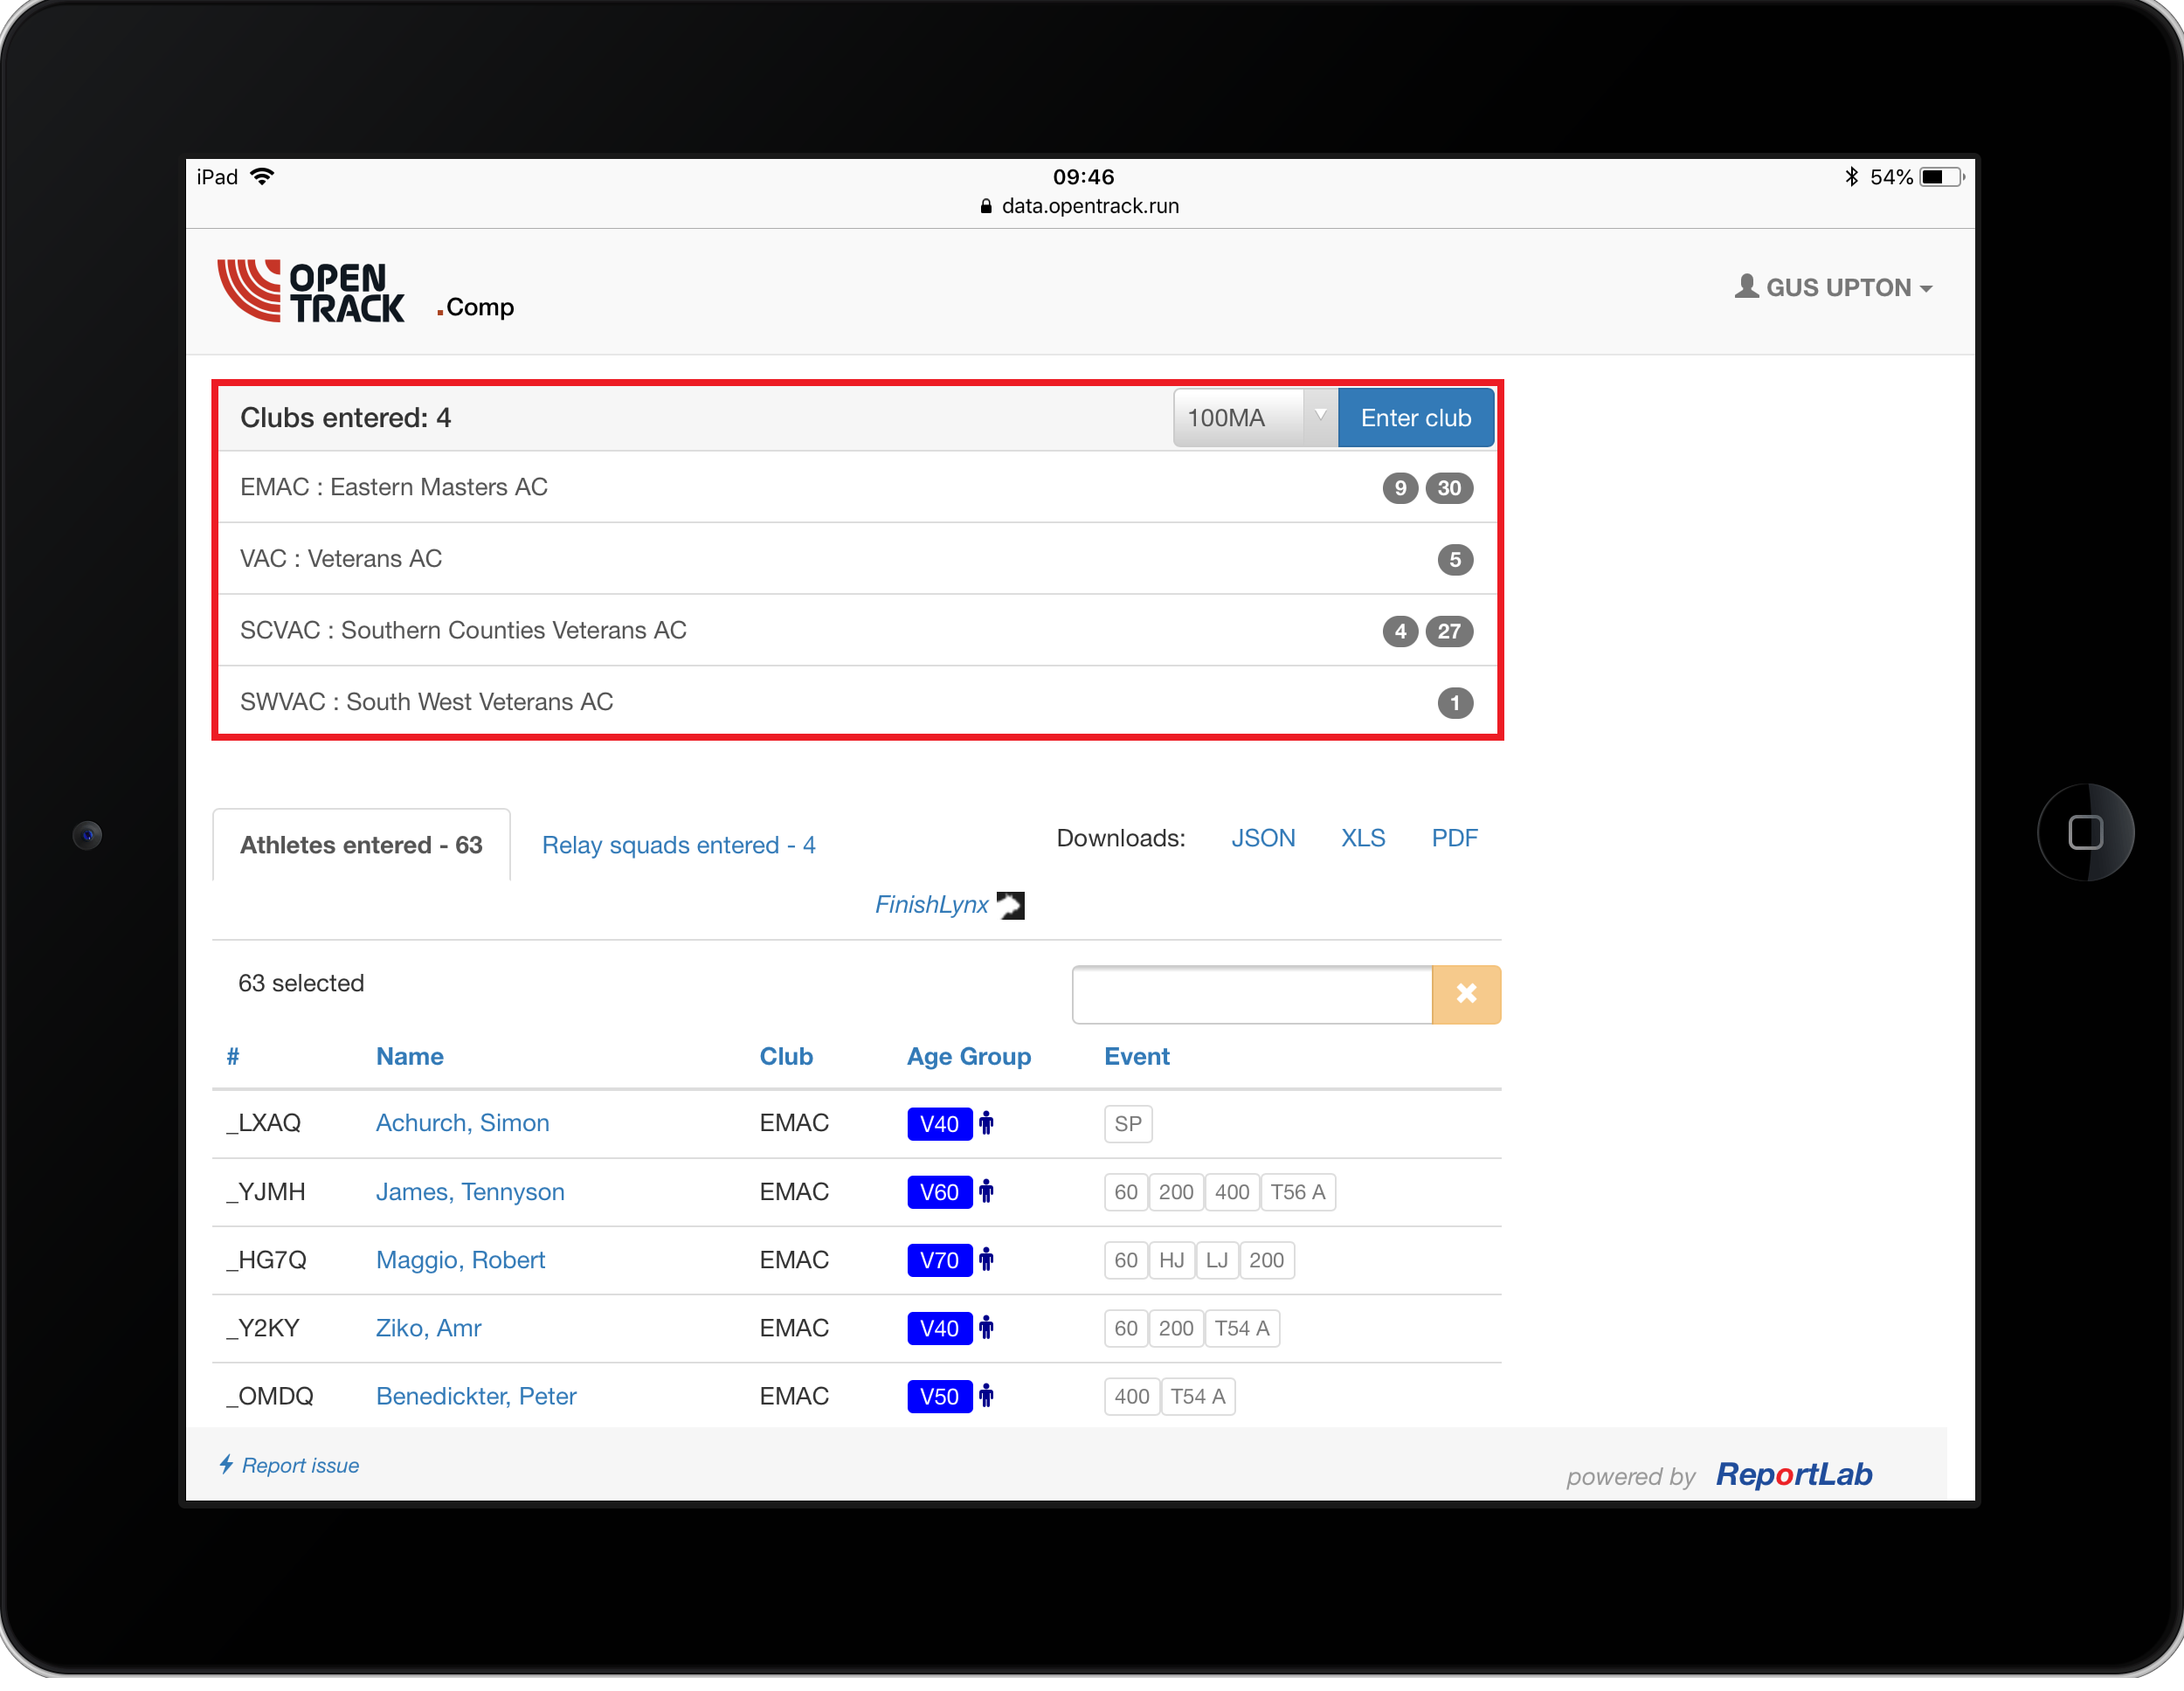 iPad 09:46 54%
data.opentrack.run
OPEN TRACK .Comp GUS UPTON
Clubs entered: 4 100MA Enter club
EMAC : Eastern Masters AC 9 30
VAC : Veterans AC 5
SCVAC : Southern Counties Veterans AC 4 27
SWVAC : South West Veterans AC 1
Athletes entered - 63 Relay squads entered - 4 Downloads: JSON XLS PDF
FinishLynx
63 selected
# Name Club Age Group Event
_LXAQ Achurch, Simon EMAC V40 SP
_YJMH James, Tennyson EMAC V60 60 200 400 T56 A
_HG7Q Maggio, Robert EMAC V70 60 HJ LJ 200
_Y2KY Ziko, Amr EMAC V40 60 200 T54 A
_OMDQ Benedickter, Peter EMAC V50 400 T54 A
Report issue powered by ReportLab